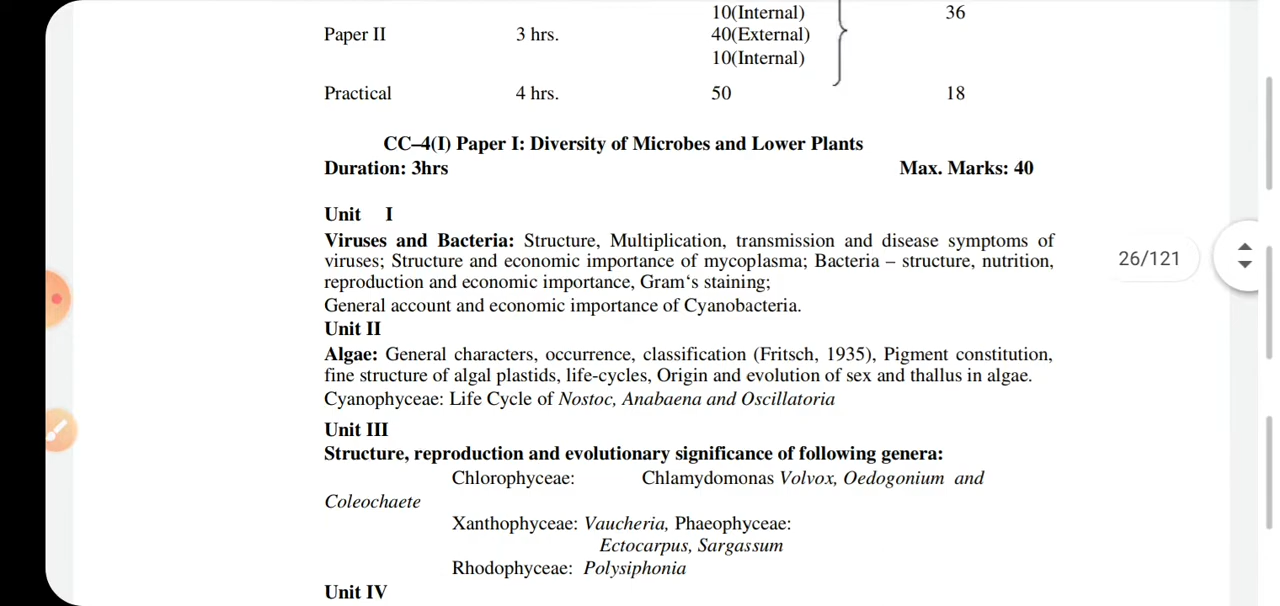 10(Internal) 36
Paper II 3 hrs. 40(External)
10(Internal)
Practical 4 hrs. 50 18
CC–4(I) Paper I: Diversity of Microbes and Lower Plants
Duration: 3hrs Max. Marks: 40
Unit I
Viruses and Bacteria: Structure, Multiplication, transmission and disease symptoms of
viruses; Structure and economic importance of mycoplasma; Bacteria – structure, nutrition,
reproduction and economic importance, Gram‘s staining;
26/121
General account and economic importance of Cyanobacteria.
Unit II
Algae: General characters, occurrence, classification (Fritsch, 1935), Pigment constitution,
fine structure of algal plastids, life-cycles, Origin and evolution of sex and thallus in algae.
Cyanophyceae: Life Cycle of Nostoc, Anabaena and Oscillatoria
Unit III
Structure, reproduction and evolutionary significance of following genera:
Chlorophyceae: Chlamydomonas Volvox, Oedogonium and
Coleochaete
Xanthophyceae: Vaucheria, Phaeophyceae:
Ectocarpus, Sargassum
Rhodophyceae: Polysiphonia
Unit IV